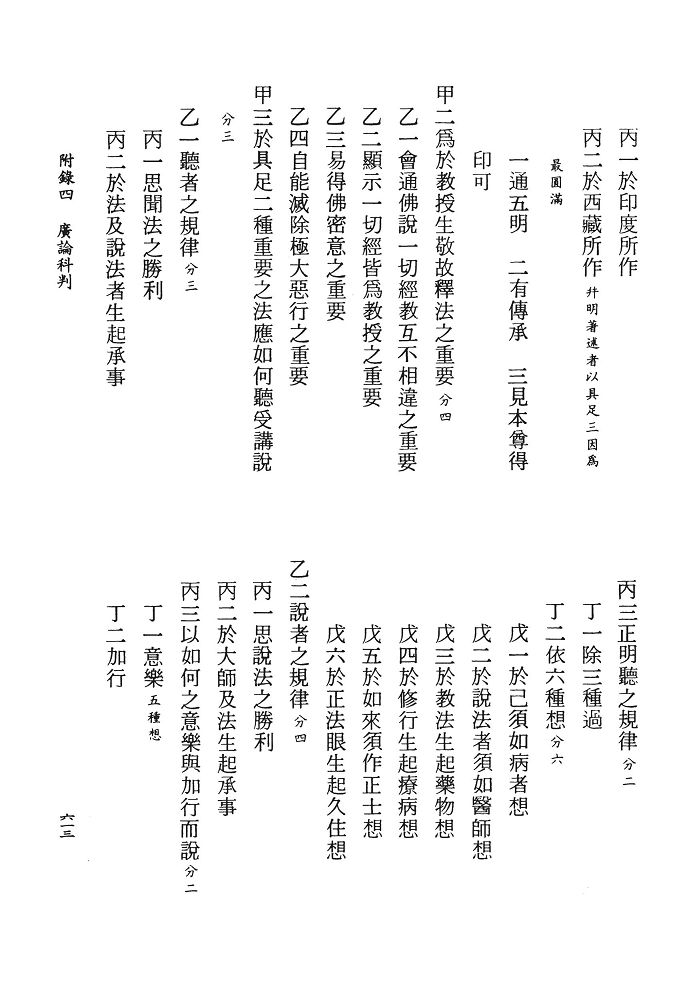 丙一於印度所作
丙二於西藏所作 幷明著述者以具足三因爲
最圓滿
一通五明　二有傳承　三見本尊得
印可
甲二爲於教授生敬故釋法之重要 分四
乙一會通佛說一切經教互不相違之重要
乙二顯示一切經皆爲教授之重要
乙三易得佛密意之重要
乙四自能滅除極大惡行之重要
甲三於具足二種重要之法應如何聽受講說
分三
乙一聽者之規律 分三
丙一思聞法之勝利
丙二於法及說法者生起承事
丙三正明聽之規律 分二
丁一除三種過
丁二依六種想 分六
戊一於己須如病者想
戊二於說法者須如醫師想
戊三於教法生起藥物想
戊四於修行生起療病想
戊五於如來須作正士想
戊六於正法眼生起久住想
乙二說者之規律 分四
丙一思說法之勝利
丙二於大師及法生起承事
丙三以如何之意樂與加行而說 分二
丁一意樂 五種想
丁二加行
附錄四　廣論科判
六一三